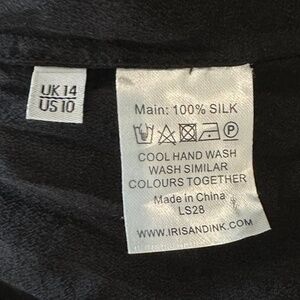 UK 14
US 10
Main: 100% SILK
COOL HAND WASH
WASH SIMILAR
COLOURS TOGETHER
Made in China
LS28
WWW.IRISANDINK.COM